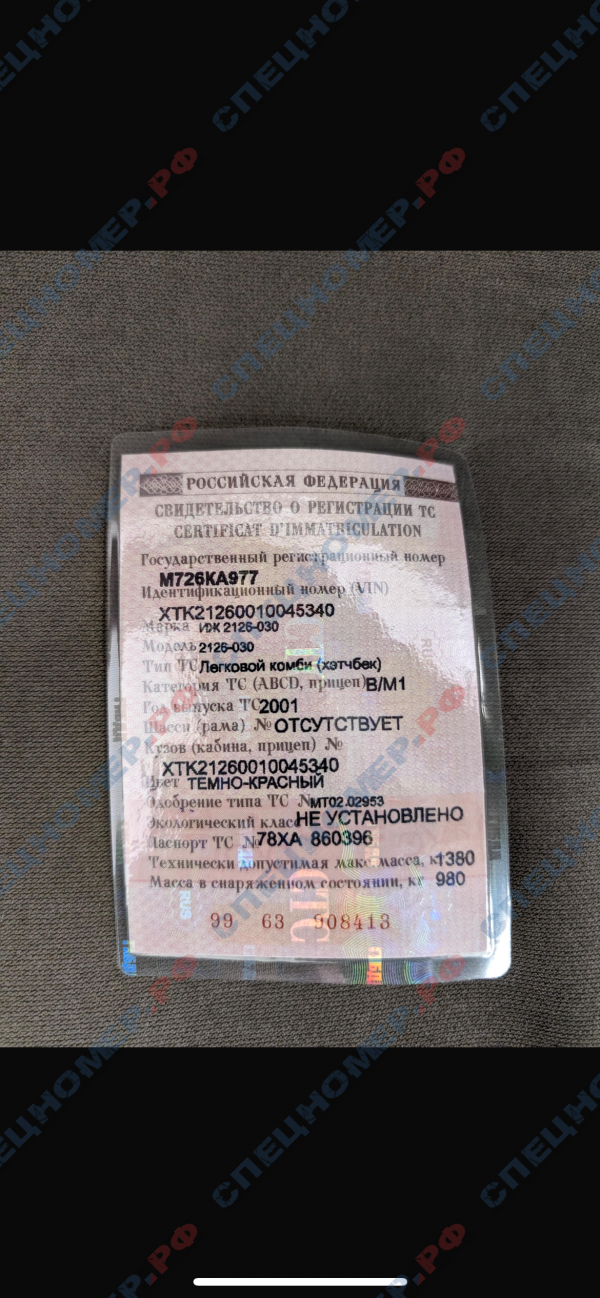 РОССИЙСКАЯ ФЕДЕРАЦИЯ
СВИДЕТЕЛЬСТВО О РЕГИСТРАЦИИ ТС
CERTIFICAT D'IMMATRICULATION
Государственный регистрационный номер
М726КА977
Идентификационный номер (VIN)
XTK21260010045340
Марка ИЖ 2126-030
Модель 2126-030
Тип ТС Легковой комби (хэтчбек)
Категория ТС (ABCD, прицеп) B/M1
Год выпуска ТС 2001
Шасси (рама) № ОТСУТСТВУЕТ
Кузов (кабина, прицеп) №
XTK21260010045340
Цвет ТЕМНО-КРАСНЫЙ
Одобрение типа ТС № МТ02.02953
Экологический класс НЕ УСТАНОВЛЕНО
Паспорт ТС № 78ХА 860396
Технически допустимая макс. масса, кг 1380
Масса в снаряженном состоянии, кг 980
99 63 908413
СПЕЦНОМЕР.РФ